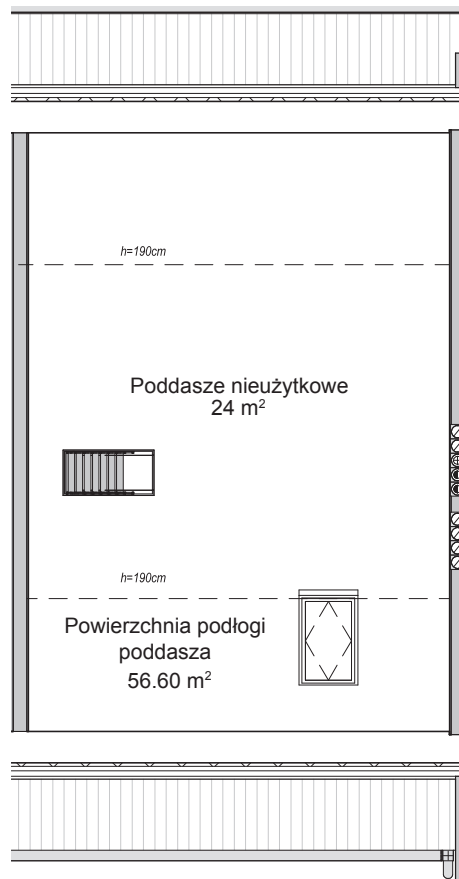 h=190cm
Poddasze nieużytkowe
24 m²
h=190cm
Powierzchnia podłogi
poddasza
56.60 m²